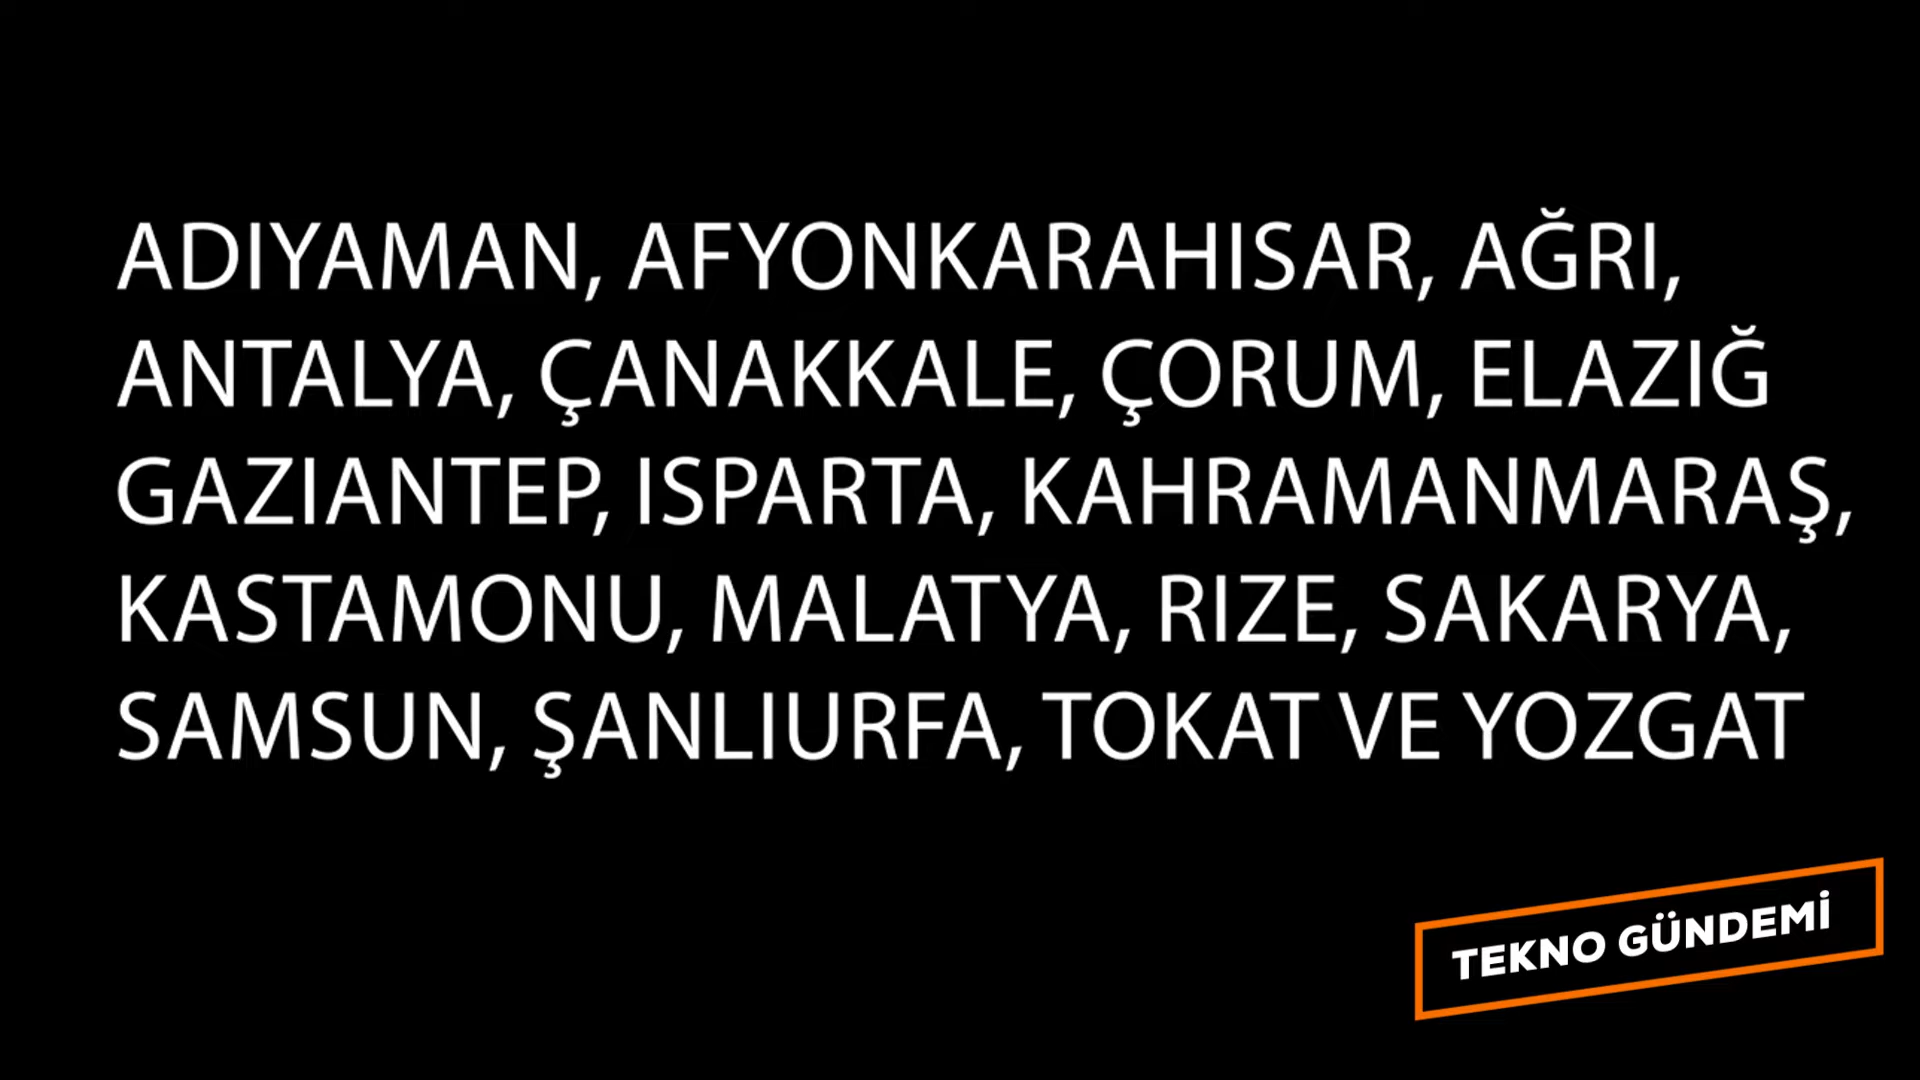 ADIYAMAN, AFYONKARAHISAR, AĞRI,
ANTALYA, ÇANAKKALE, ÇORUM, ELAZIĞ
GAZIANTEP, ISPARTA, KAHRAMANMARAŞ,
KASTAMONU, MALATYA, RIZE, SAKARYA,
SAMSUN, ŞANLIURFA, TOKAT VE YOZGAT
TEKNO GÜNDEMİ